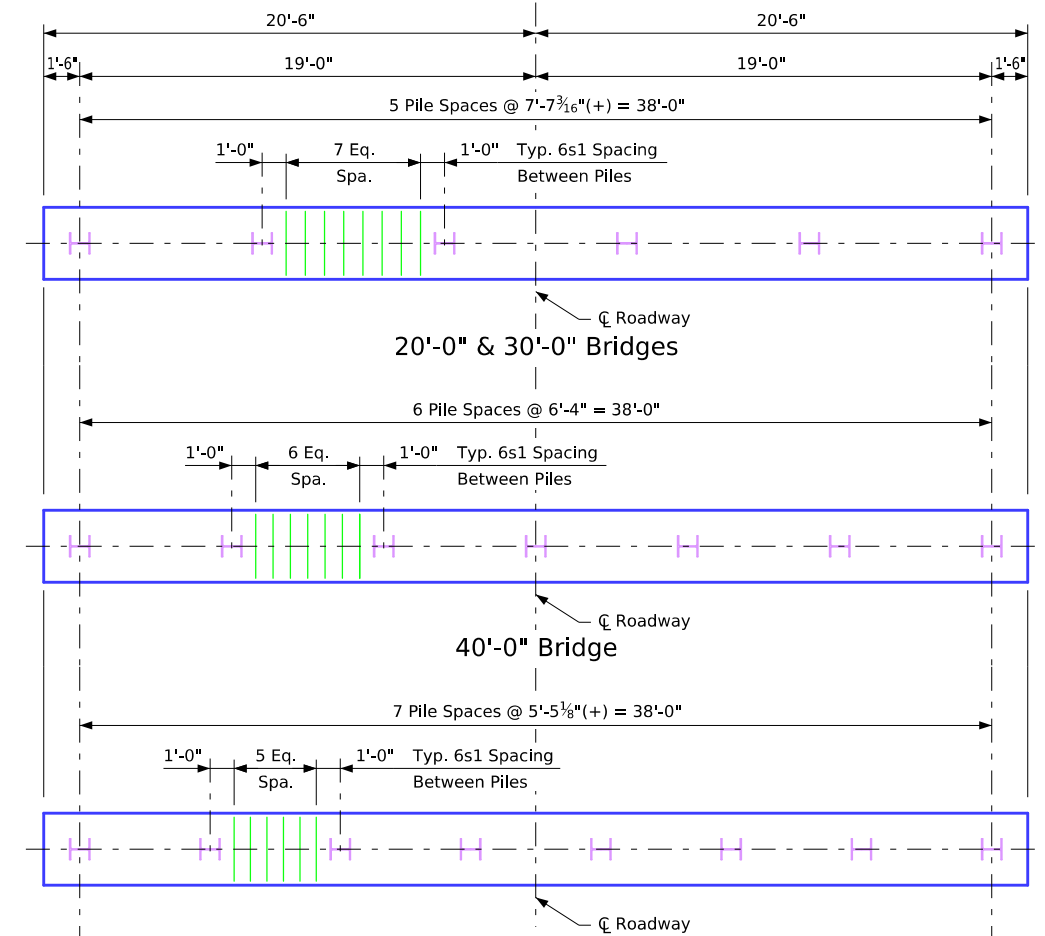 20'-6" 20'-6"
1'-6" 19'-0" 19'-0" 1'-6"
5 Pile Spaces @ 7'-7 3/16"(+) = 38'-0"
1'-0" 7 Eq. 1'-0" Typ. 6s1 Spacing
Spa. Between Piles
℄ Roadway
20'-0" & 30'-0" Bridges
6 Pile Spaces @ 6'-4" = 38'-0"
1'-0" 6 Eq. 1'-0" Typ. 6s1 Spacing
Spa. Between Piles
℄ Roadway
40'-0" Bridge
7 Pile Spaces @ 5'-5 1/8"(+) = 38'-0"
1'-0" 5 Eq. 1'-0" Typ. 6s1 Spacing
Spa. Between Piles
℄ Roadway